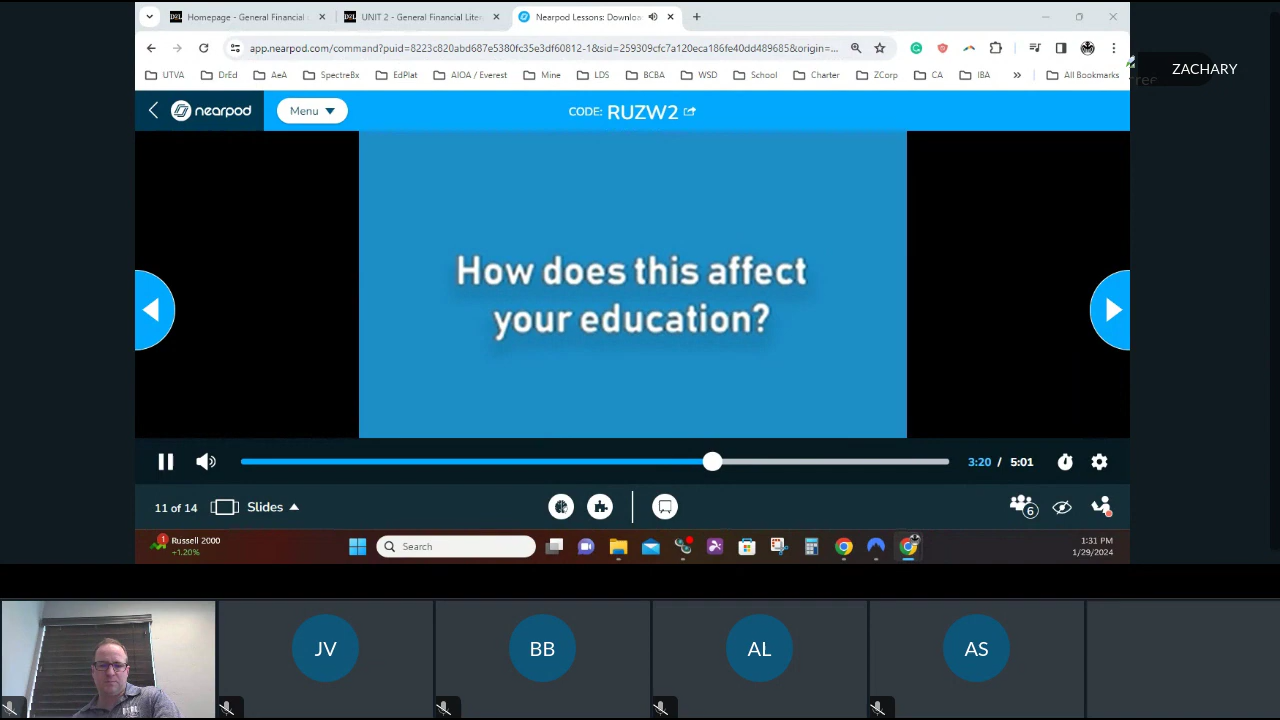 Homepage - General Financial
UNIT 2 - General Financial Liter
Nearpod Lessons: Downloa
app.nearpod.com/command?puid=8223c820abd687e5380fc35e3df60812-1&sid=259309cfc7a120eca186fe40dd489685&origin=...
UTVA
DrEd
AeA
SpectreBx
EdPlat
AIOA / Everest
Mine
LDS
BCBA
WSD
School
Charter
ZCorp
CA
IBA
»
All Bookmarks
ZACHARY
nearpod
Menu
CODE: RUZW2
How does this affect
your education?
3:20 / 5:01
11 of 14
Slides
6
1
Russell 2000
+1.20%
Search
1:31 PM
1/29/2024
JV
BB
AL
AS